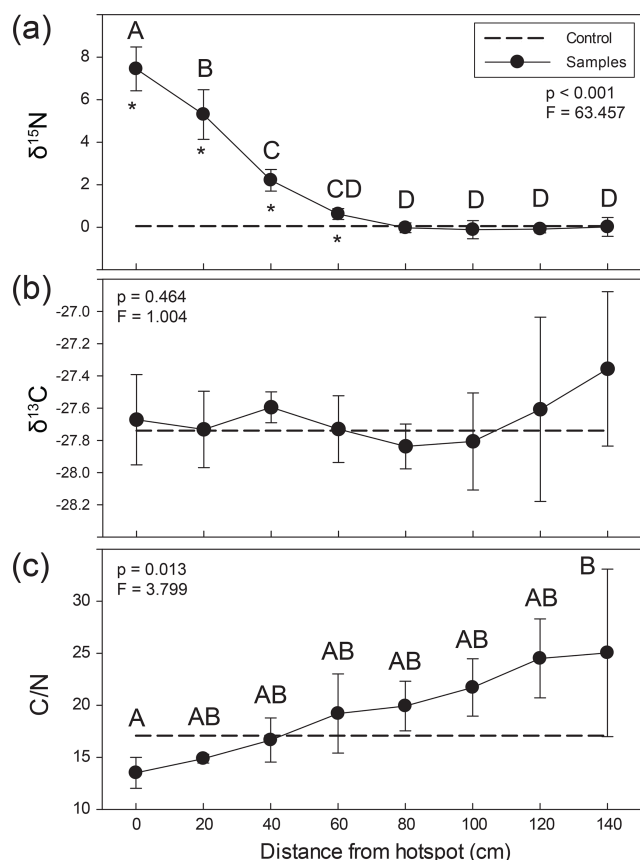 (a)
A
B
C
CD
D
D
D
D
*
*
*
*
Control
Samples
p < 0.001
F = 63.457
8
6
4
2
0
δ¹⁵N
(b)
p = 0.464
F = 1.004
-27.0
-27.2
-27.4
-27.6
-27.8
-28.0
-28.2
δ¹³C
(c)
p = 0.013
F = 3.799
A
AB
AB
AB
AB
AB
AB
B
30
25
20
15
10
C/N
0 20 40 60 80 100 120 140
Distance from hotspot (cm)